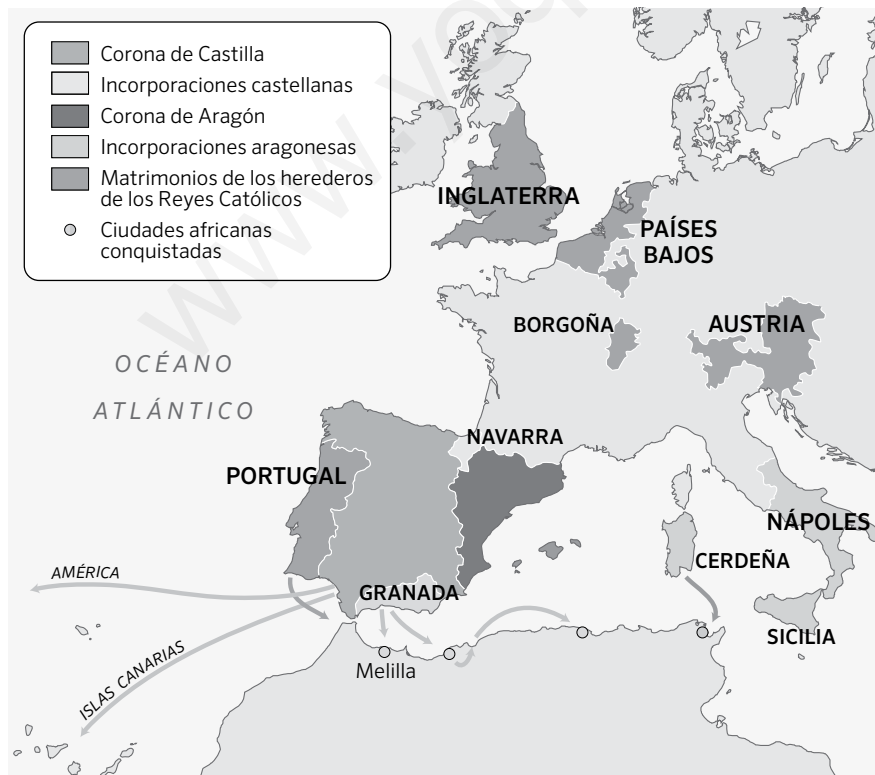 Corona de Castilla
Incorporaciones castellanas
Corona de Aragón
Incorporaciones aragonesas
Matrimonios de los herederos
de los Reyes Católicos
Ciudades africanas
conquistadas
INGLATERRA
PAÍSES
BAJOS
BORGOÑA
AUSTRIA
OCÉANO
ATLÁNTICO
NAVARRA
PORTUGAL
NÁPOLES
CERDEÑA
AMÉRICA
GRANADA
SICILIA
Melilla
ISLAS CANARIAS